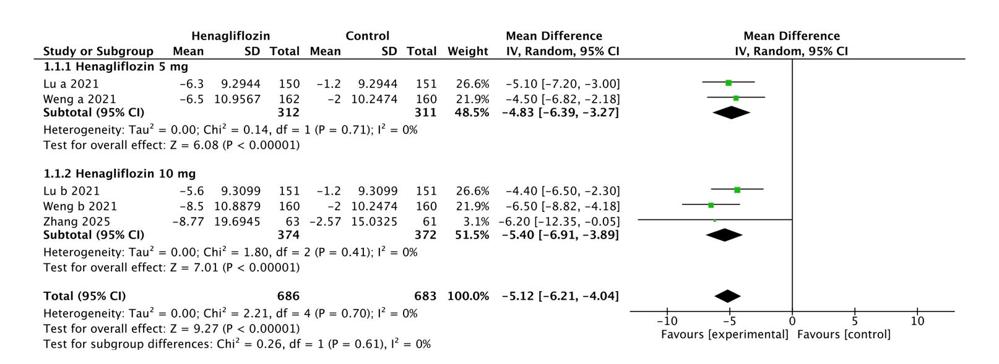 Henagliflozin Control Mean Difference Mean Difference
Study or Subgroup Mean SD Total Mean SD Total Weight IV, Random, 95% CI IV, Random, 95% CI
1.1.1 Henagliflozin 5 mg
Lu a 2021 −6.3 9.2944 150 −1.2 9.2944 151 26.6% −5.10 [−7.20, −3.00]
Weng a 2021 −6.5 10.9567 162 −2 10.2474 160 21.9% −4.50 [−6.82, −2.18]
Subtotal (95% CI) 312 311 48.5% −4.83 [−6.39, −3.27]
Heterogeneity: Tau² = 0.00; Chi² = 0.14, df = 1 (P = 0.71); I² = 0%
Test for overall effect: Z = 6.08 (P < 0.00001)
1.1.2 Henagliflozin 10 mg
Lu b 2021 −5.6 9.3099 151 −1.2 9.3099 151 26.6% −4.40 [−6.50, −2.30]
Weng b 2021 −8.5 10.8879 160 −2 10.2474 160 21.9% −6.50 [−8.82, −4.18]
Zhang 2025 −8.77 19.6945 63 −2.57 15.0325 61 3.1% −6.20 [−12.35, −0.05]
Subtotal (95% CI) 374 372 51.5% −5.40 [−6.91, −3.89]
Heterogeneity: Tau² = 0.00; Chi² = 1.80, df = 2 (P = 0.41); I² = 0%
Test for overall effect: Z = 7.01 (P < 0.00001)
Total (95% CI) 686 683 100.0% −5.12 [−6.21, −4.04]
Heterogeneity: Tau² = 0.00; Chi² = 2.21, df = 4 (P = 0.70); I² = 0%
Test for overall effect: Z = 9.27 (P < 0.00001)
Test for subgroup differences: Chi² = 0.26, df = 1 (P = 0.61), I² = 0%
−10 −5 0 5 10
Favours [experimental] Favours [control]